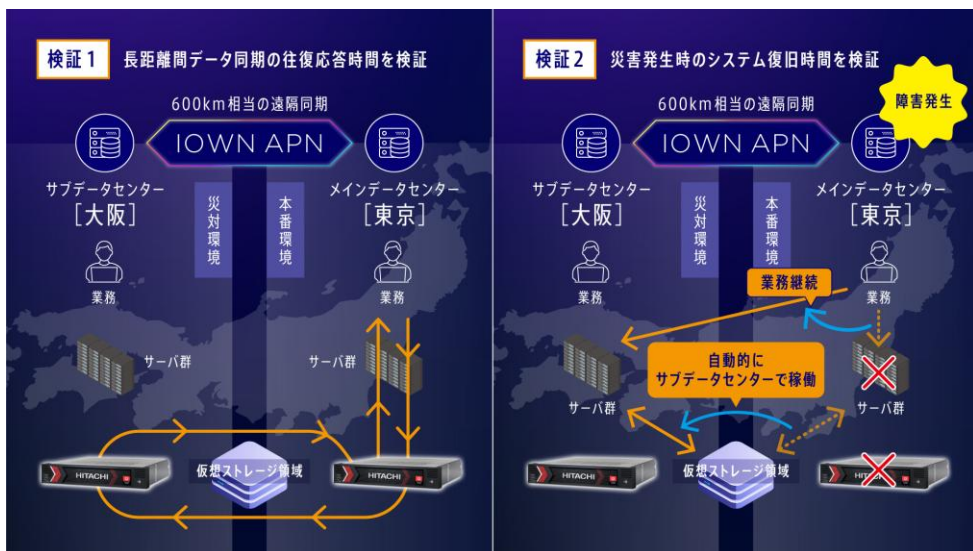 検証1 長距離間データ同期の往復応答時間を検証
600km相当の遠隔同期
IOWN APN
サブデータセンター
[大阪]
災対環境
本番環境
メインデータセンター
[東京]
業務
業務
サーバ群
サーバ群
仮想ストレージ領域
HITACHI
HITACHI
検証2 災害発生時のシステム復旧時間を検証
障害発生
600km相当の遠隔同期
IOWN APN
サブデータセンター
[大阪]
災対環境
本番環境
メインデータセンター
[東京]
業務
業務継続
業務
自動的に
サブデータセンターで稼働
サーバ群
サーバ群
仮想ストレージ領域
HITACHI
HITACHI